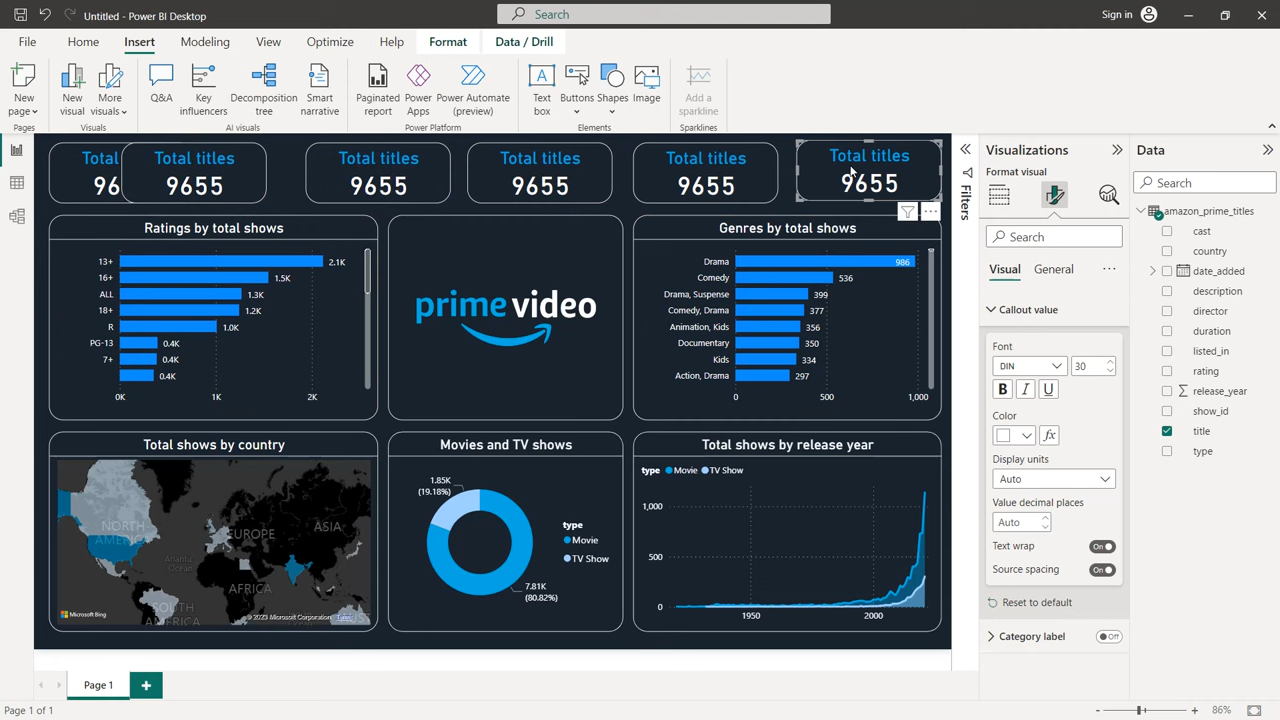 Untitled - Power BI Desktop
Search
Sign in
File Home Insert Modeling View Optimize Help Format Data / Drill
New page
New visual
More visuals
Q&A
Key influencers
Decomposition tree
Smart narrative
Paginated report
Power Apps
Power Automate (preview)
Text box
Buttons
Shapes
Image
Add a sparkline
Pages
Visuals
AI visuals
Power Platform
Elements
Sparklines
Total
96
Total titles
9655
Total titles
9655
Total titles
9655
Total titles
9655
Total titles
9655
Ratings by total shows
13+ 2.1K
16+ 1.5K
ALL 1.3K
18+ 1.2K
R 1.0K
PG-13 0.4K
7+ 0.4K
0.4K
0K 1K 2K
prime video
Genres by total shows
Drama 986
Comedy 536
Drama, Suspense 399
Comedy, Drama 377
Animation, Kids 356
Documentary 350
Kids 334
Action, Drama 297
0 500 1,000
Total shows by country
NORTH AMERICA
EUROPE
ASIA
Atlantic Ocean
AFRICA
SOUTH AMERICA
Microsoft Bing
© 2023 Microsoft Corporation Terms
Movies and TV shows
1.85K
(19.18%)
type
Movie
TV Show
7.81K
(80.82%)
Total shows by release year
type Movie TV Show
1,000
500
0
1950 2000
Filters
Visualizations
Format visual
Search
Visual General
Callout value
Font
DIN 30
B I U
Color
fx
Display units
Auto
Value decimal places
Auto
Text wrap On
Source spacing On
Reset to default
Category label Off
Data
Search
amazon_prime_titles
cast
country
date_added
description
director
duration
listed_in
rating
release_year
show_id
title
type
Page 1
Page 1 of 1
86%